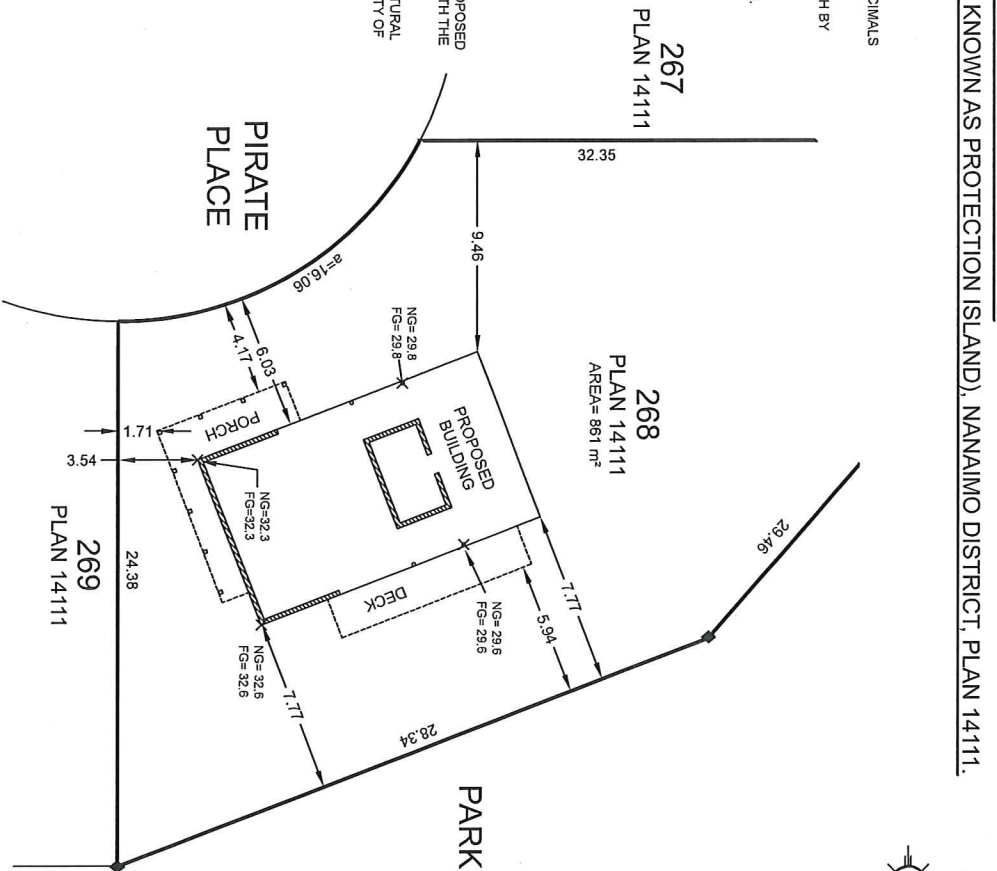 KNOWN AS PROTECTION ISLAND), NANAIMO DISTRICT, PLAN 14111.
CIMALS
H BY
OPOSED
TH THE
TURAL
TY OF
267
PLAN 14111
32.35
9.46
268
PLAN 14111
AREA= 861 m²
29.46
PIRATE
PLACE
a=16.06
6.03
4.17
NG= 29.8
FG= 29.8
PROPOSED
BUILDING
PORCH
DECK
NG= 29.6
FG= 29.6
7.77
5.94
1.71
3.54
NG=32.3
FG=32.3
NG= 32.6
FG= 32.6
7.77
28.34
24.38
269
PLAN 14111
PARK